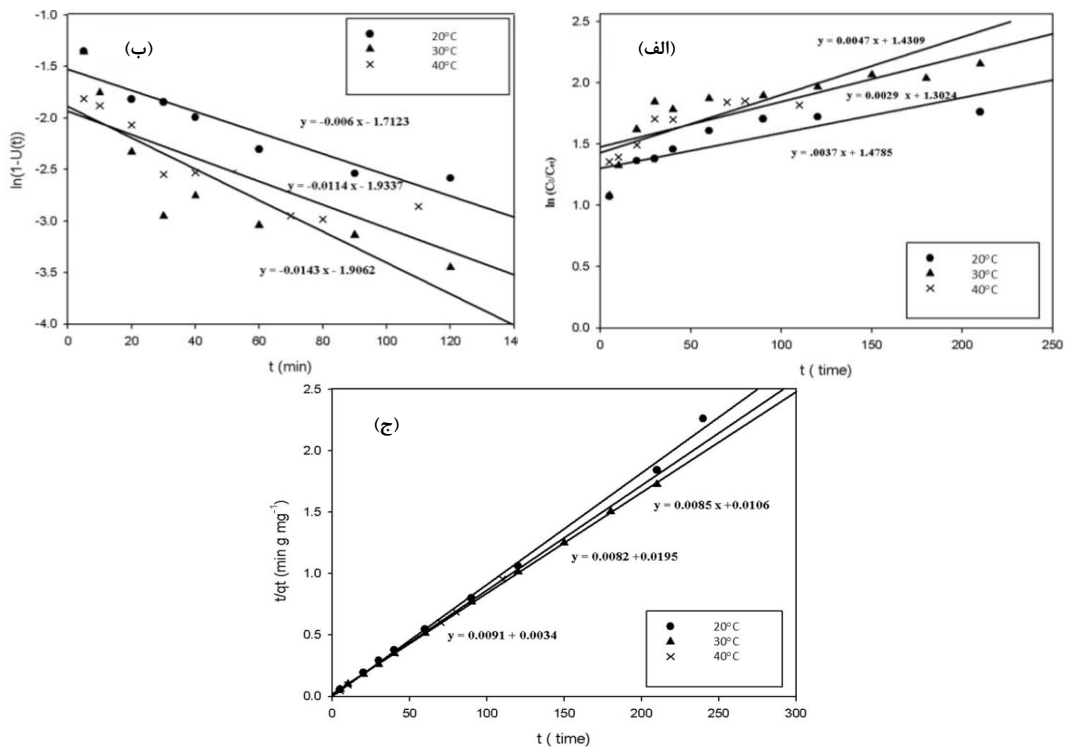 (ب)
ln(1-U(t))
-1.0
-1.5
-2.0
-2.5
-3.0
-3.5
-4.0
0 20 40 60 80 100 120 14
t (min)
20°C
30°C
40°C
y = -0.006 x - 1.7123
y = -0.0114 x - 1.9337
y = -0.0143 x - 1.9062
(الف)
2.5
2.0
1.5
1.0
0.5
0.0
0 50 100 150 200 250
t ( time)
y = 0.0047 x + 1.4309
y = 0.0029 x + 1.3024
y = .0037 x + 1.4785
20°C
30°C
40°C
(ج)
t/qt (min g mg⁻¹)
2.5
2.0
1.5
1.0
0.5
0.0
0 50 100 150 200 250 300
t ( time)
y = 0.0085 x +0.0106
y = 0.0082 +0.0195
y = 0.0091 + 0.0034
20°C
30°C
40°C